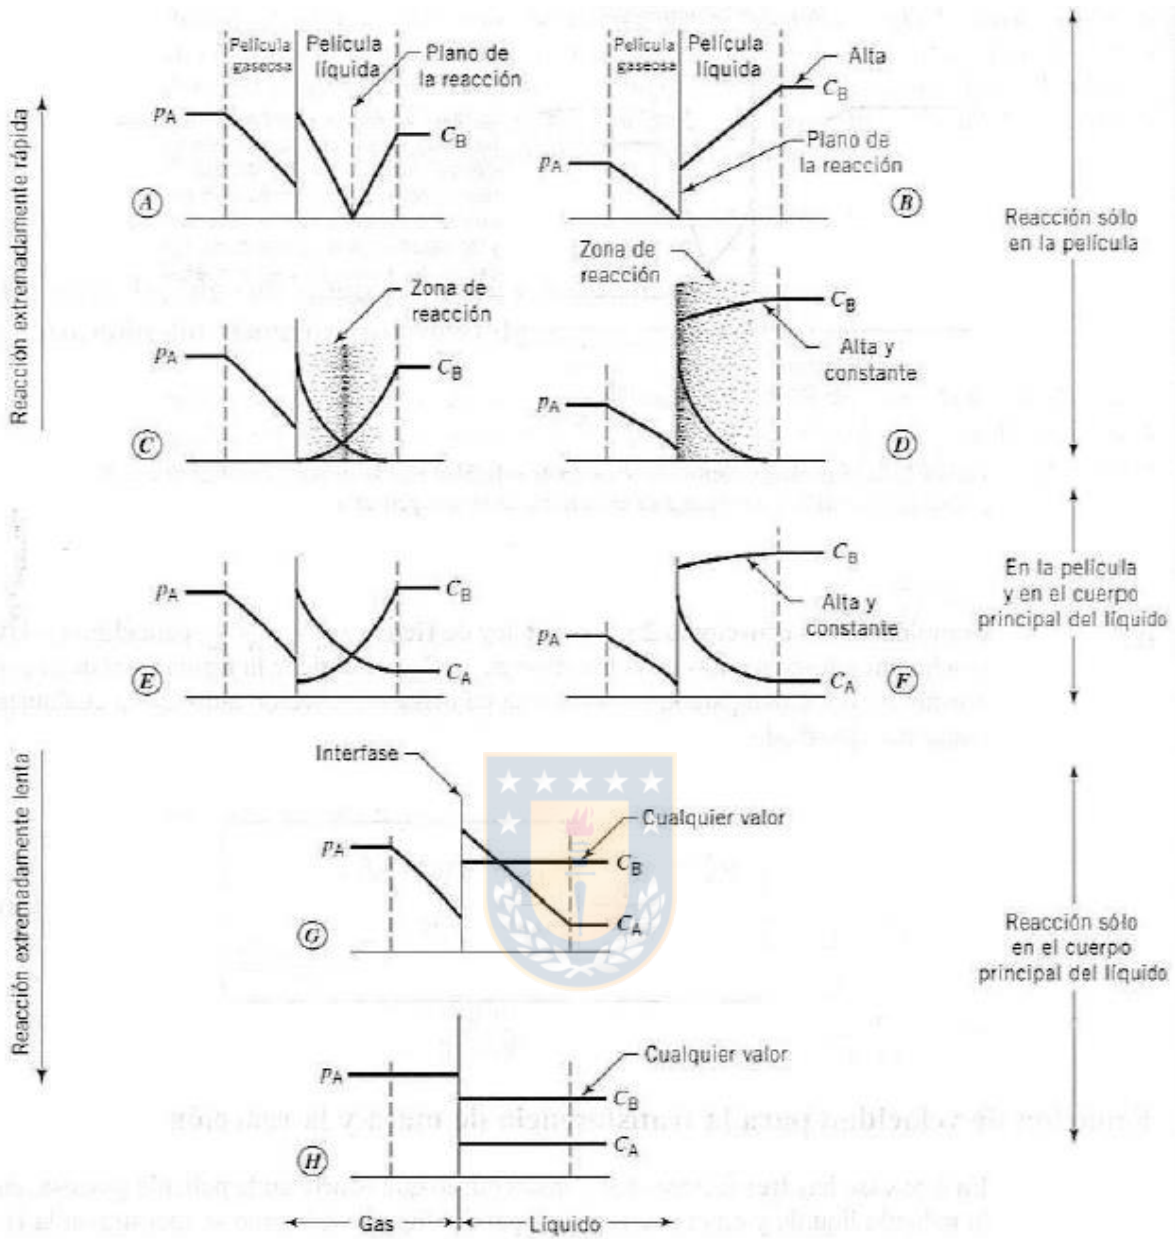 Película gaseosa
Película líquida
Plano de la reacción
pA
CB
A
Película gaseosa
Película líquida
Alta
CB
Plano de la reacción
pA
B
Reacción extremadamente rápida
Reacción sólo en la película
Zona de reacción
pA
CB
C
Zona de reacción
CB
Alta y constante
pA
D
pA
CB
CA
E
CB
Alta y constante
pA
CA
F
En la película y en el cuerpo principal del líquido
Reacción extremadamente lenta
Interfase
Cualquier valor
pA
CB
CA
G
Reacción sólo en el cuerpo principal del líquido
Cualquier valor
pA
CB
CA
H
Gas
Líquido